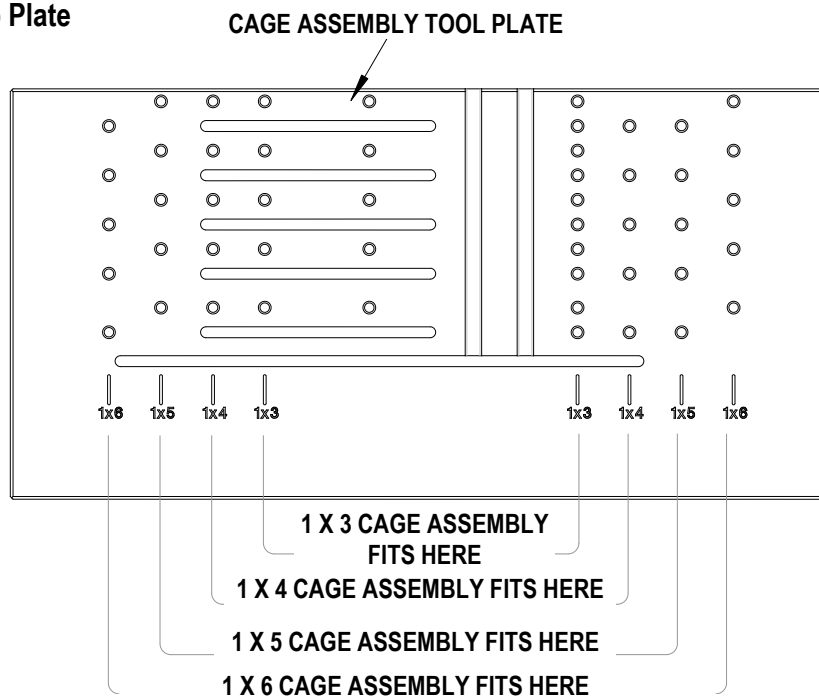 Plate
CAGE ASSEMBLY TOOL PLATE
1x6 1x5 1x4 1x3 1x3 1x4 1x5 1x6
1 X 3 CAGE ASSEMBLY
FITS HERE
1 X 4 CAGE ASSEMBLY FITS HERE
1 X 5 CAGE ASSEMBLY FITS HERE
1 X 6 CAGE ASSEMBLY FITS HERE